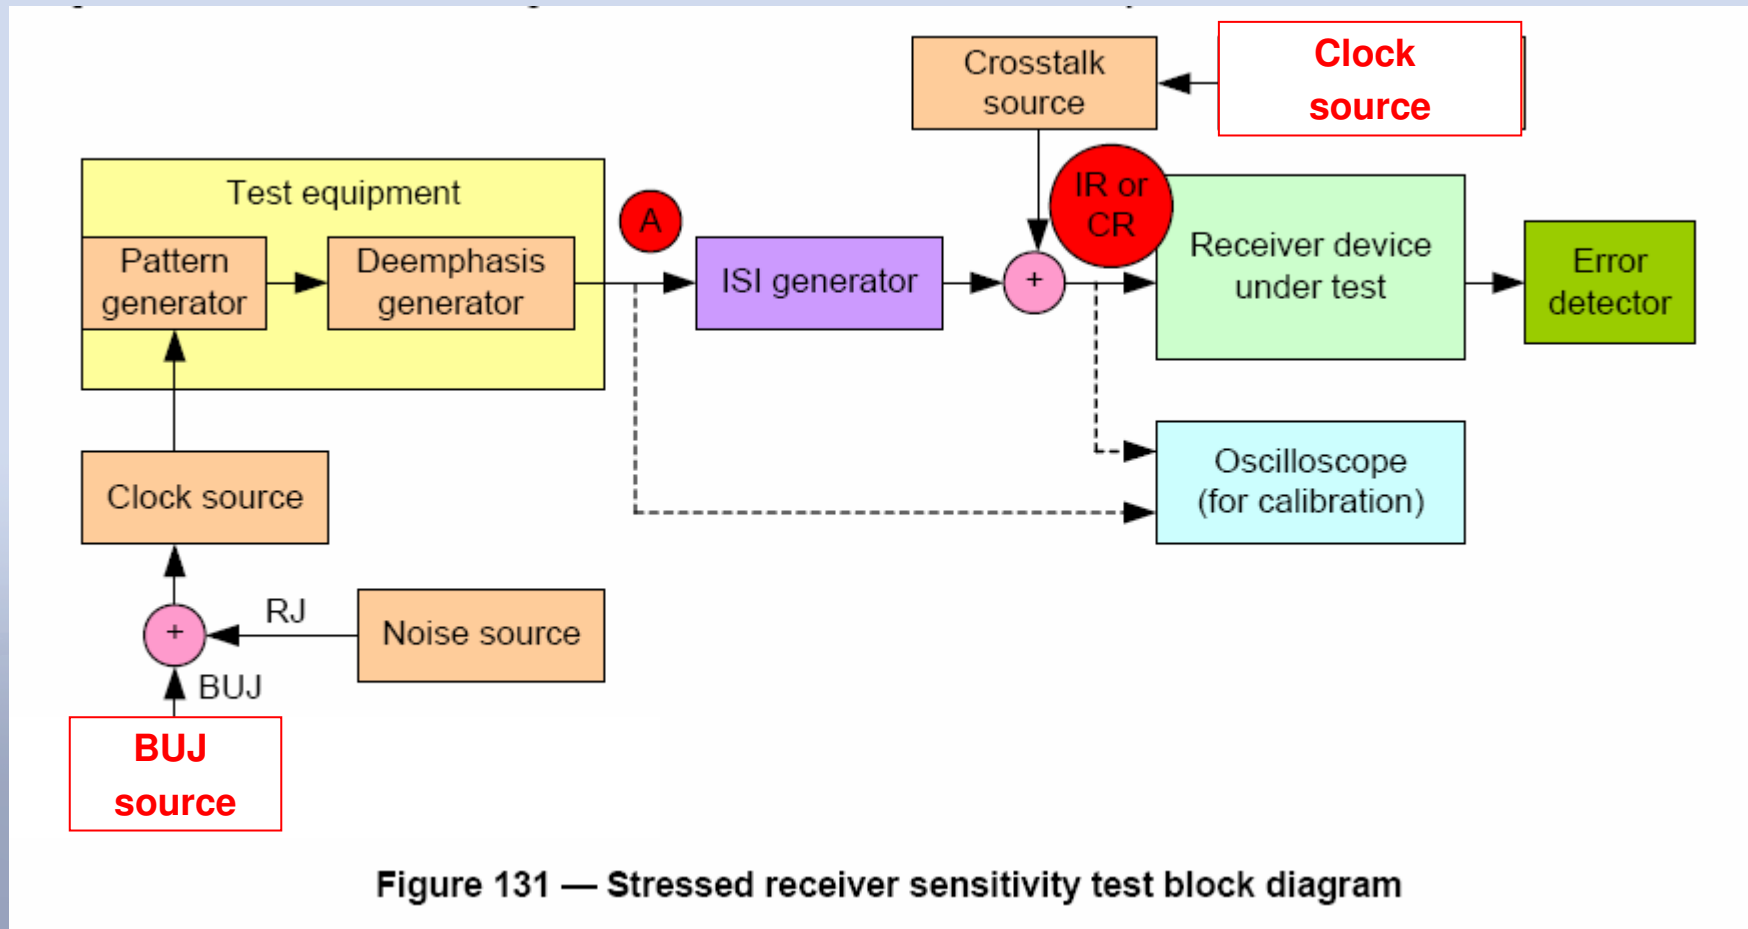 Clock
source
Crosstalk
source
Test equipment
A
IR or
CR
Pattern
generator
Deemphasis
generator
ISI generator
+
Receiver device
under test
Error
detector
Clock source
Oscilloscope
(for calibration)
RJ
+
Noise source
BUJ
BUJ
source
Figure 131 — Stressed receiver sensitivity test block diagram